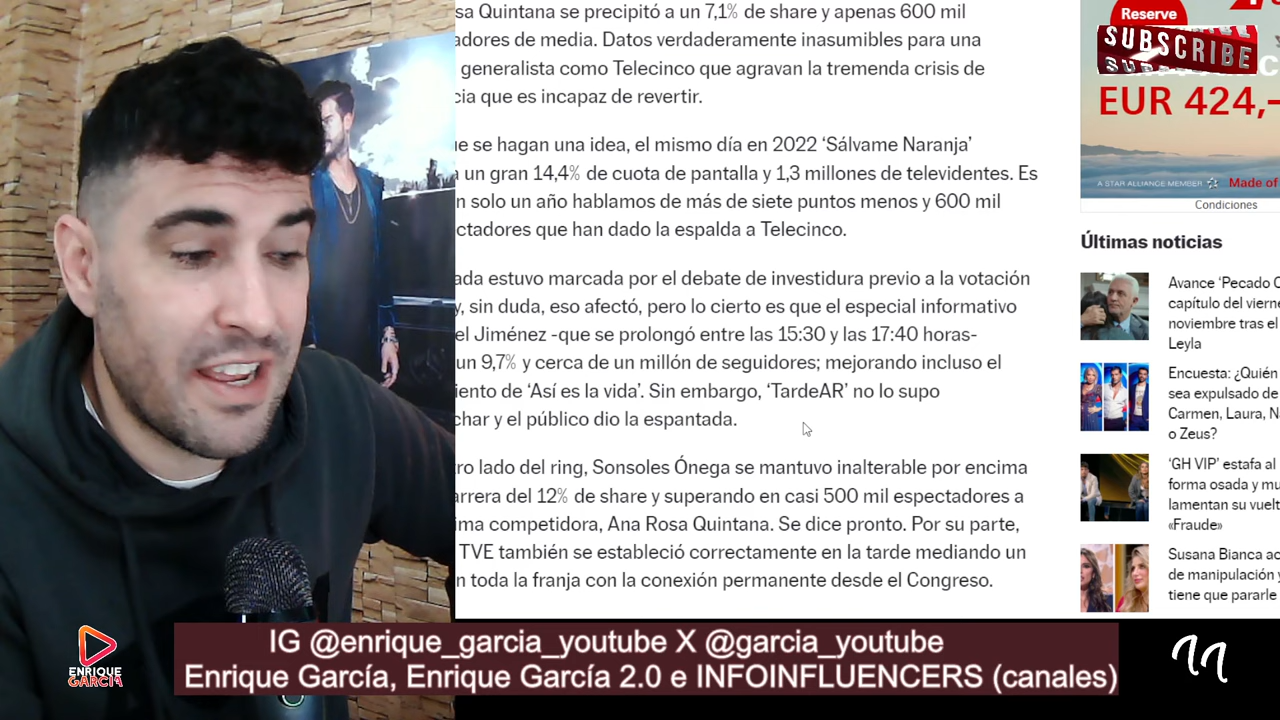 sa Quintana se precipitó a un 7,1% de share y apenas 600 mil
adores de media. Datos verdaderamente inasumibles para una
generalista como Telecinco que agravan la tremenda crisis de
cia que es incapaz de revertir.
ue se hagan una idea, el mismo día en 2022 ‘Sálvame Naranja’
a un gran 14,4% de cuota de pantalla y 1,3 millones de televidentes. Es
n solo un año hablamos de más de siete puntos menos y 600 mil
ctadores que han dado la espalda a Telecinco.
ada estuvo marcada por el debate de investidura previo a la votación
y, sin duda, eso afectó, pero lo cierto es que el especial informativo
el Jiménez -que se prolongó entre las 15:30 y las 17:40 horas-
un 9,7% y cerca de un millón de seguidores; mejorando incluso el
iento de ‘Así es la vida’. Sin embargo, ‘TardeAR’ no lo supo
char y el público dio la espantada.
ro lado del ring, Sonsoles Ónega se mantuvo inalterable por encima
arrera del 12% de share y superando en casi 500 mil espectadores a
ima competidora, Ana Rosa Quintana. Se dice pronto. Por su parte,
TVE también se estableció correctamente en la tarde mediando un
n toda la franja con la conexión permanente desde el Congreso.
Reserve
SUBSCRIBE
EUR 424,-
A STAR ALLIANCE MEMBER
Made of
Condiciones
Últimas noticias
Avance ‘Pecado O
capítulo del viern
noviembre tras el
Leyla
Encuesta: ¿Quién
sea expulsado de
Carmen, Laura, N
o Zeus?
‘GH VIP’ estafa al
forma osada y mu
lamentan su vuelt
«Fraude»
Susana Bianca ac
de manipulación y
tiene que pararle
ENRIQUE
GARCÍA
IG @enrique_garcia_youtube X @garcia_youtube
Enrique García, Enrique García 2.0 e INFOINFLUENCERS (canales)